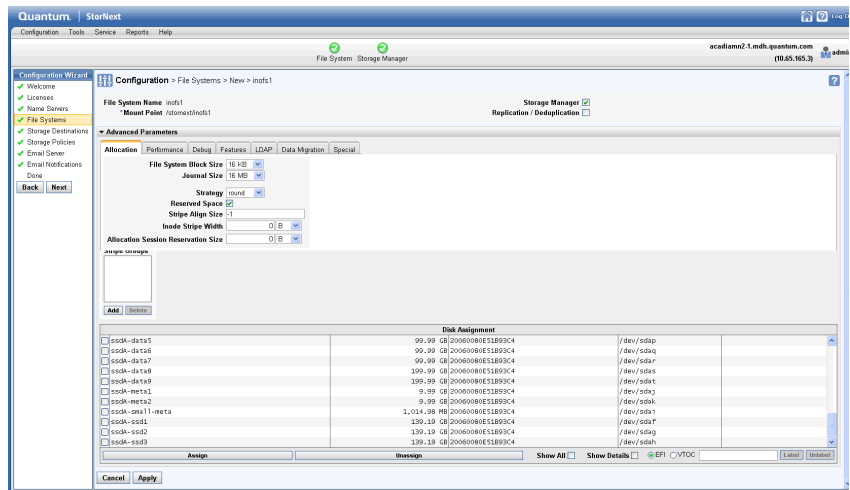 Quantum. StorNext
Log O
Configuration Tools Service Reports Help
File System Storage Manager
acadiamn2-1.mdh.quantum.com
(10.65.165.3)
admin
Configuration Wizard
Welcome
Licenses
Name Servers
File Systems
Storage Destinations
Storage Policies
Email Server
Email Notifications
Done
Back Next
Configuration > File Systems > New > inofs1
File System Name inofs1
*Mount Point /stornext/inofs1
Storage Manager
Replication / Deduplication
Advanced Parameters
Allocation Performance Debug Features LDAP Data Migration Special
File System Block Size 16 KB
Journal Size 16 MB
Strategy round
Reserved Space
Stripe Align Size -1
Inode Stripe Width 0 B
Allocation Session Reservation Size 0 B
Stripe Groups
Add Delete
Disk Assignment
ssdA-data5 99.99 GB 20060080E51B93C4 /dev/sdap
ssdA-data6 99.99 GB 20060080E51B93C4 /dev/sdaq
ssdA-data7 99.99 GB 20060080E51B93C4 /dev/sdar
ssdA-data8 199.99 GB 20060080E51B93C4 /dev/sdas
ssdA-data9 199.99 GB 20060080E51B93C4 /dev/sdat
ssdA-meta1 9.99 GB 20060080E51B93C4 /dev/sdaj
ssdA-meta2 9.99 GB 20060080E51B93C4 /dev/sdak
ssdA-small-meta 1,014.98 MB 20060080E51B93C4 /dev/sdai
ssdA-ssd1 139.19 GB 20060080E51B93C4 /dev/sdaf
ssdA-ssd2 139.19 GB 20060080E51B93C4 /dev/sdag
ssdA-ssd3 139.19 GB 20060080E51B93C4 /dev/sdah
Assign Unassign Show All Show Details EFI VTOC Label Unlabel
Cancel Apply